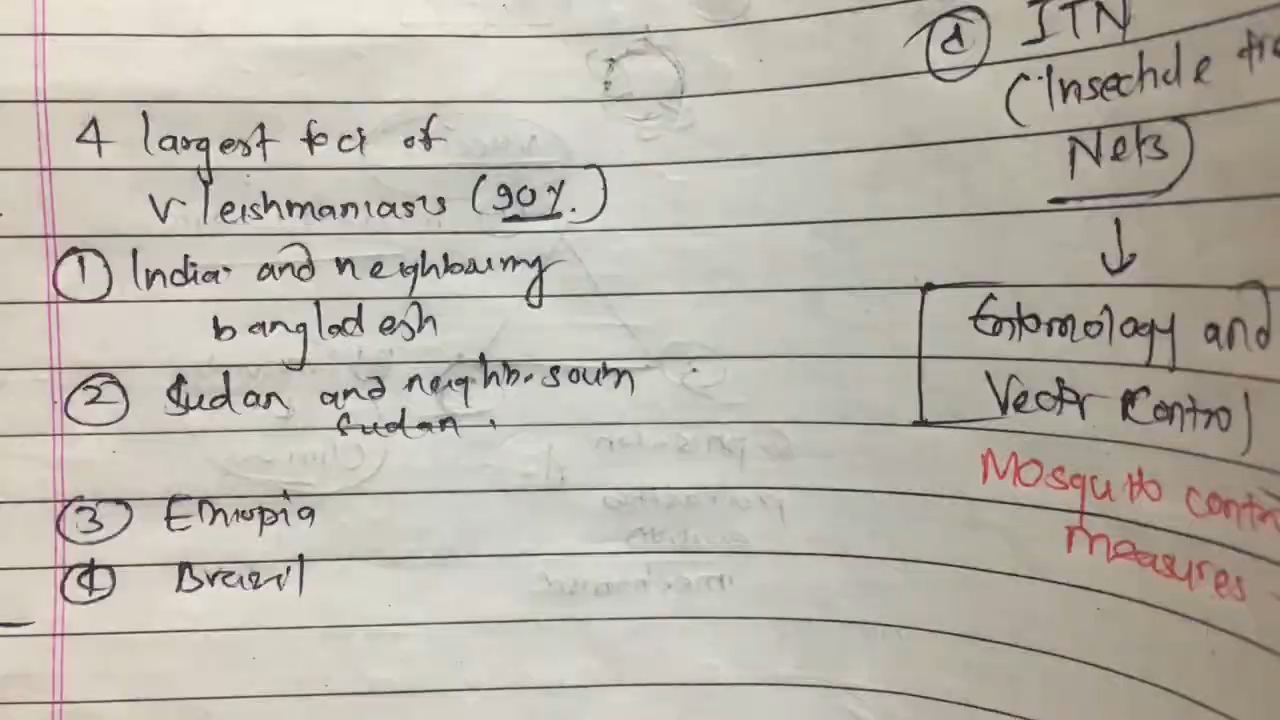 4 largest foci of
V leishmaniasis (90%.)
① India and neighbouring
bangladesh
② Sudan and neighb. south
Sudan.
③ Ethiopia
④ Brazil
ⓓ ITN
(Insecticide
Nets)
↓
Entomology and
Vector Control
Mosquito
measures